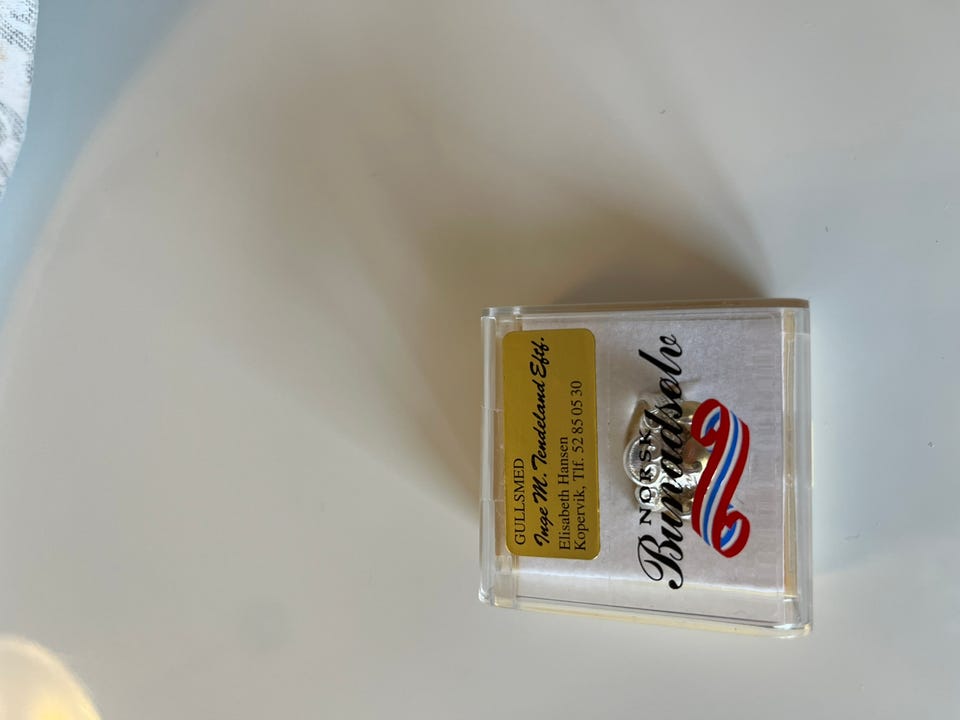 GULLSMED
Inge M. Tendeland Eftf.
Elisabeth Hansen
Kopervik, Tlf. 52 85 05 30
NORSK
Bunadsølv